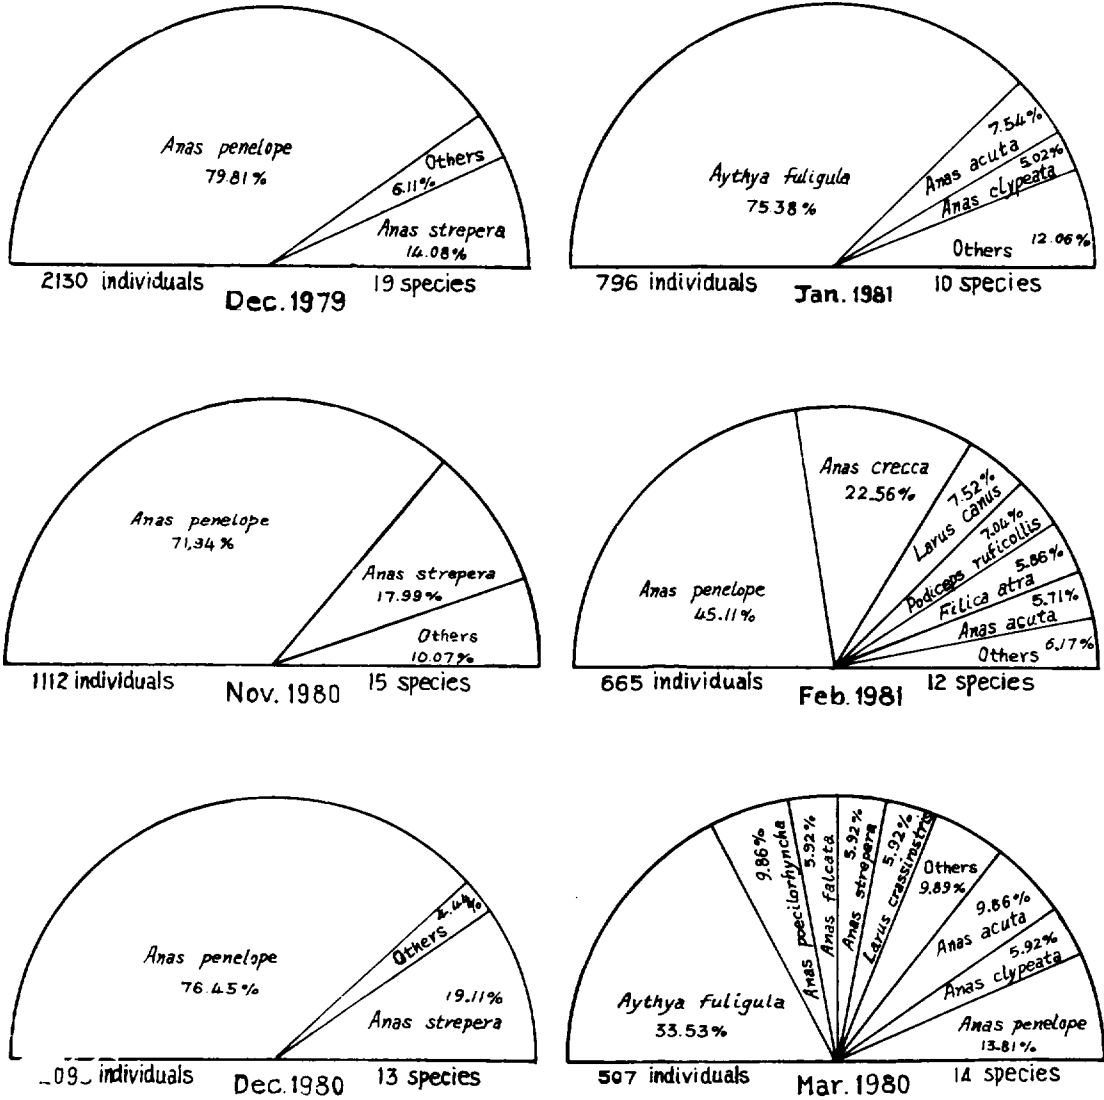 Anas penelope
79.81%
Others
6.11%
Anas strepera
14.08%
2130 individuals
19 species
Dec. 1979
Aythya fuligula
75.38%
7.54%
Anas acuta
5.02%
Anas clypeata
Others 12.06%
796 individuals
10 species
Jan. 1981
Anas penelope
71.94%
Anas strepera
17.99%
Others
10.07%
1112 individuals
15 species
Nov. 1980
Anas penelope
45.11%
Anas crecca
22.56%
7.52%
Larus canus
7.04%
Podiceps ruficollis
5.86%
Filica atra
5.71%
Anas acuta
6.17%
Others
665 individuals
12 species
Feb. 1981
Anas penelope
76.45%
4.44%
Others
19.11%
Anas strepera
individuals
13 species
Dec. 1980
Aythya fuligula
33.53%
9.86%
Anas poecilorhyncha
5.92%
Anas falcata
5.92%
Anas strepera
5.92%
Larus crassirostris
Others
9.89%
9.86%
Anas acuta
5.92%
Anas clypeata
Anas penelope
13.81%
507 individuals
14 species
Mar. 1980